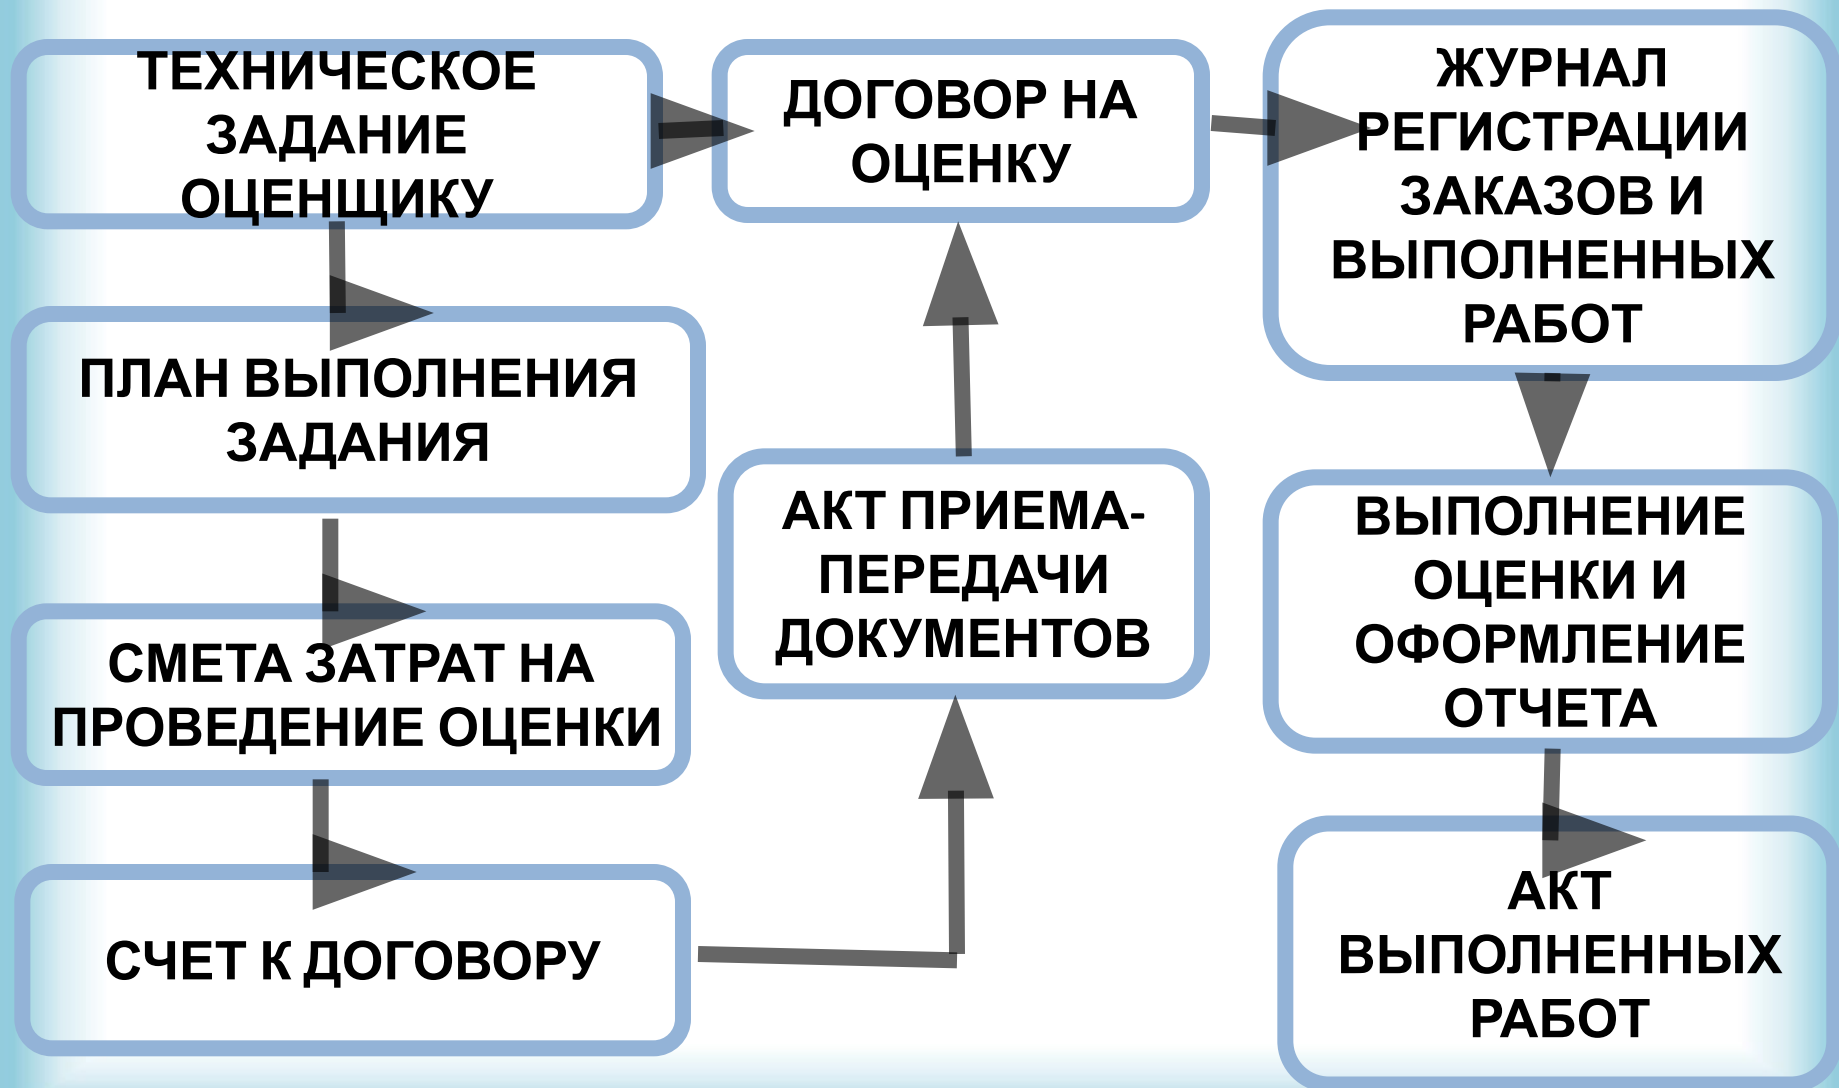 ТЕХНИЧЕСКОЕ
ЗАДАНИЕ
ОЦЕНЩИКУ
ПЛАН ВЫПОЛНЕНИЯ
ЗАДАНИЯ
СМЕТА ЗАТРАТ НА
ПРОВЕДЕНИЕ ОЦЕНКИ
СЧЕТ К ДОГОВОРУ
ДОГОВОР НА
ОЦЕНКУ
АКТ ПРИЕМА-
ПЕРЕДАЧИ
ДОКУМЕНТОВ
ЖУРНАЛ
РЕГИСТРАЦИИ
ЗАКАЗОВ И
ВЫПОЛНЕННЫХ
РАБОТ
ВЫПОЛНЕНИЕ
ОЦЕНКИ И
ОФОРМЛЕНИЕ
ОТЧЕТА
АКТ
ВЫПОЛНЕННЫХ
РАБОТ